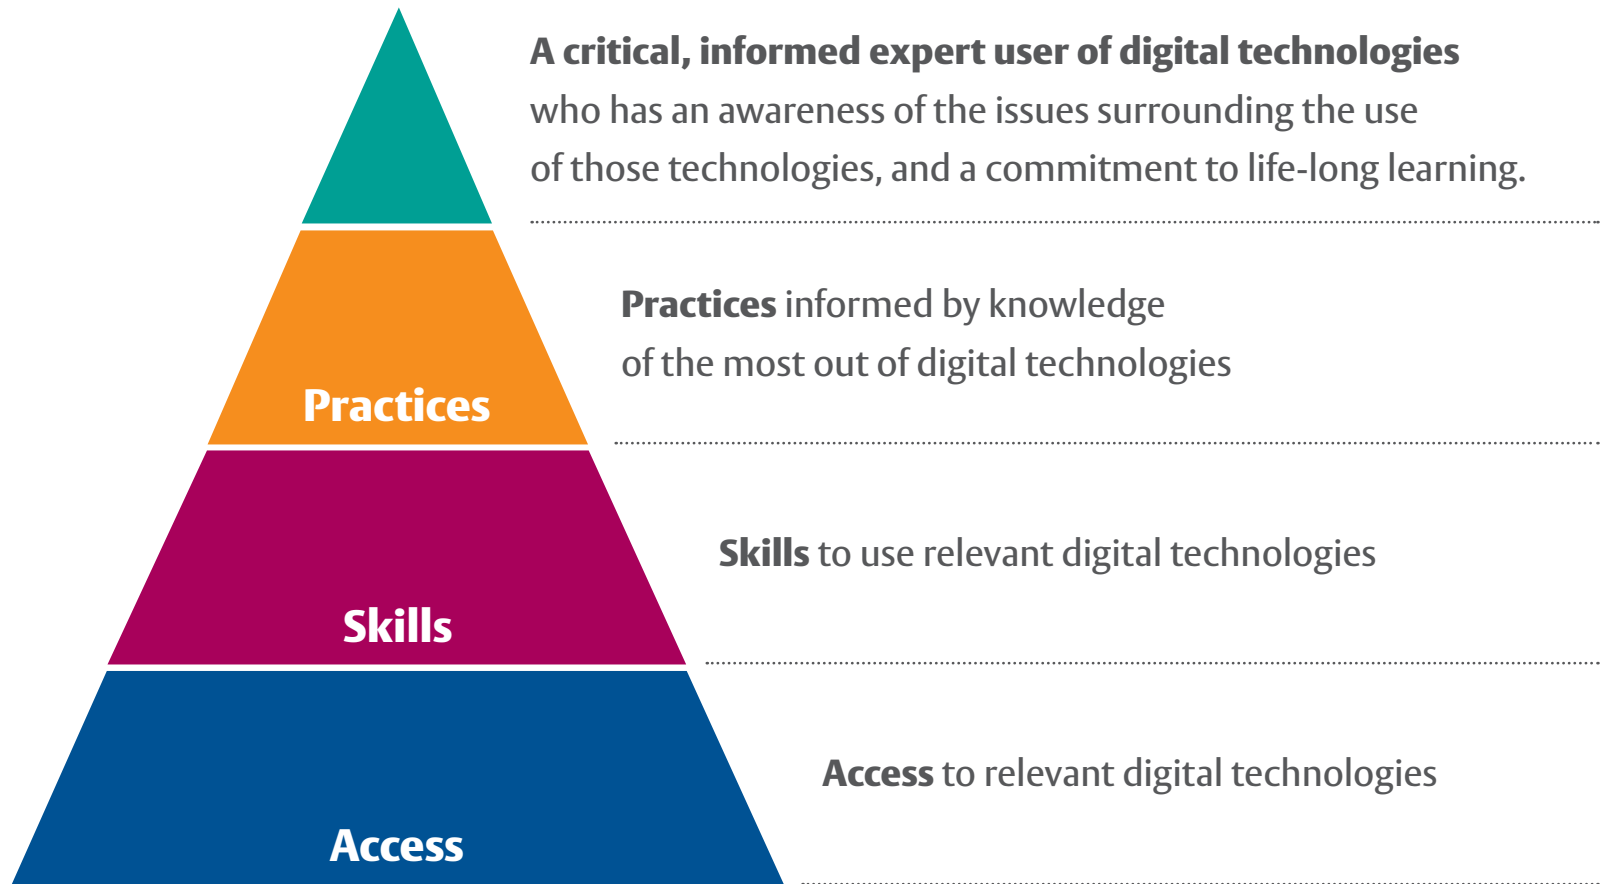 A critical, informed expert user of digital technologies
who has an awareness of the issues surrounding the use
of those technologies, and a commitment to life-long learning.
Practices informed by knowledge
of the most out of digital technologies
Practices
Skills to use relevant digital technologies
Skills
Access to relevant digital technologies
Access